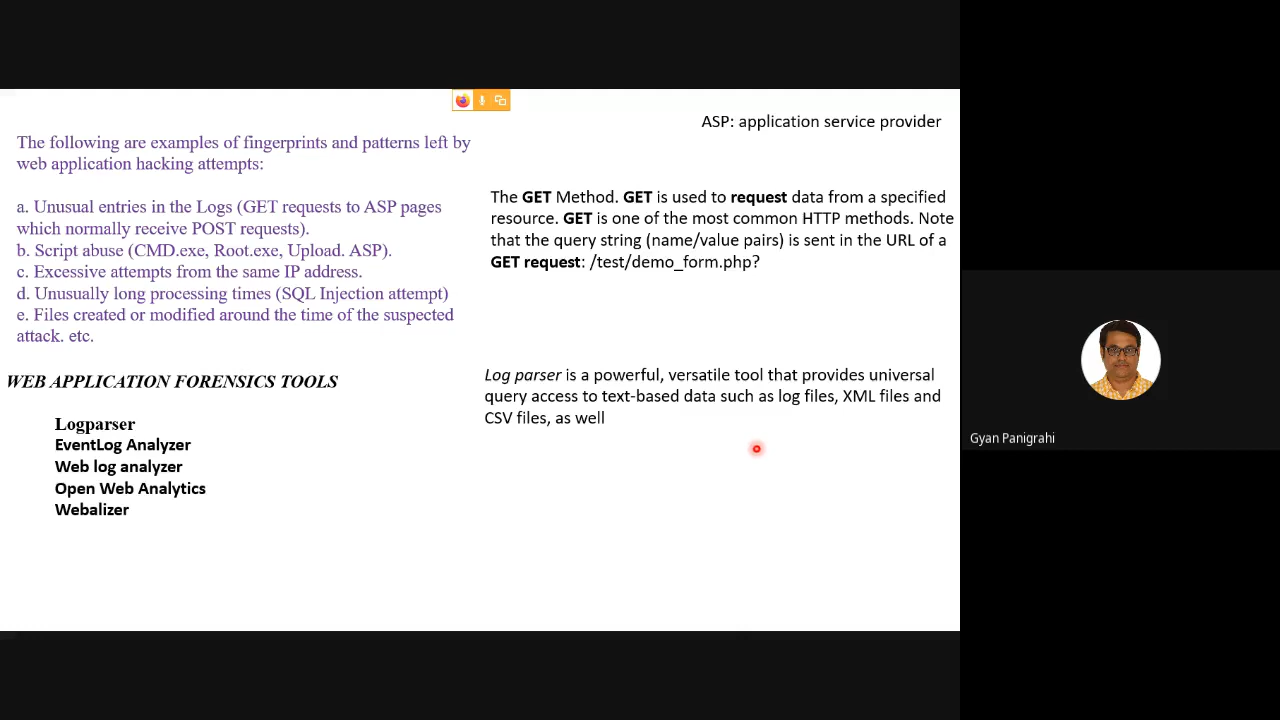 The following are examples of fingerprints and patterns left by
web application hacking attempts:
a. Unusual entries in the Logs (GET requests to ASP pages
which normally receive POST requests).
b. Script abuse (CMD.exe, Root.exe, Upload. ASP).
c. Excessive attempts from the same IP address.
d. Unusually long processing times (SQL Injection attempt)
e. Files created or modified around the time of the suspected
attack. etc.
WEB APPLICATION FORENSICS TOOLS
Logparser
EventLog Analyzer
Web log analyzer
Open Web Analytics
Webalizer
ASP: application service provider
The GET Method. GET is used to request data from a specified
resource. GET is one of the most common HTTP methods. Note
that the query string (name/value pairs) is sent in the URL of a
GET request: /test/demo_form.php?
Log parser is a powerful, versatile tool that provides universal
query access to text-based data such as log files, XML files and
CSV files, as well
Gyan Panigrahi